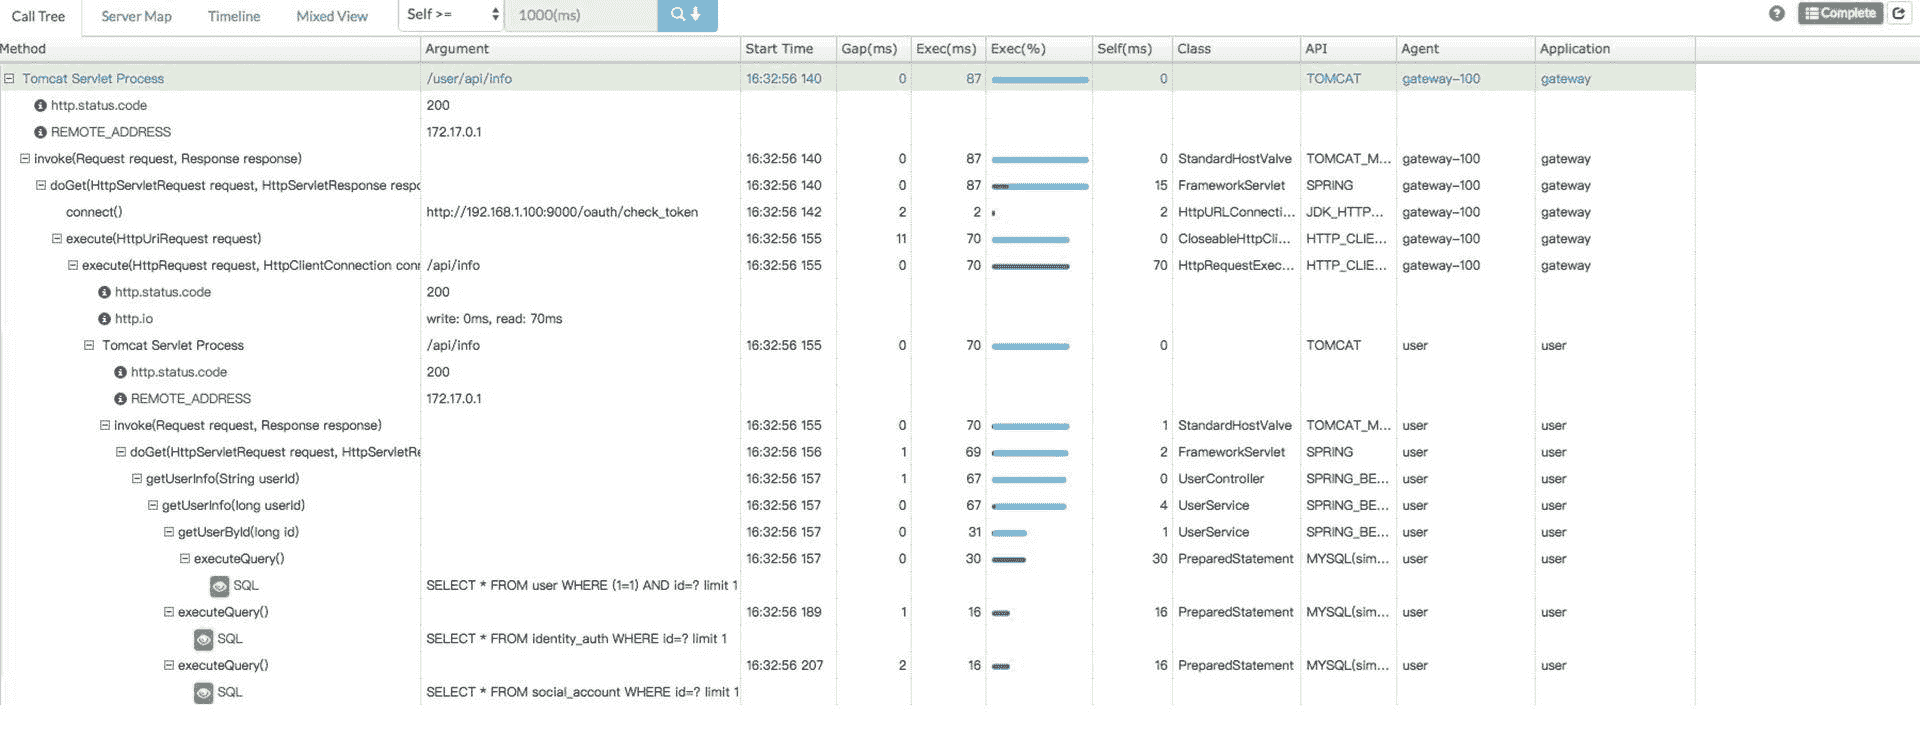 Call Tree Server Map Timeline Mixed View Self >= 1000(ms) Complete
Method Argument Start Time Gap(ms) Exec(ms) Exec(%) Self(ms) Class API Agent Application
Tomcat Servlet Process /user/api/info 16:32:56 140 0 87 0 TOMCAT gateway-100 gateway
http.status.code 200
REMOTE_ADDRESS 172.17.0.1
invoke(Request request, Response response) 16:32:56 140 0 87 0 StandardHostValve TOMCAT_M... gateway-100 gateway
doGet(HttpServletRequest request, HttpServletResponse respo 16:32:56 140 0 87 15 FrameworkServlet SPRING gateway-100 gateway
connect() http://192.168.1.100:9000/oauth/check_token 16:32:56 142 2 2 2 HttpURLConnecti... JDK_HTTP... gateway-100 gateway
execute(HttpUriRequest request) 16:32:56 155 11 70 0 CloseableHttpCli... HTTP_CLIE... gateway-100 gateway
execute(HttpRequest request, HttpClientConnection conn /api/info 16:32:56 155 0 70 70 HttpRequestExec... HTTP_CLIE... gateway-100 gateway
http.status.code 200
http.io write: 0ms, read: 70ms
Tomcat Servlet Process /api/info 16:32:56 155 0 70 0 TOMCAT user user
http.status.code 200
REMOTE_ADDRESS 172.17.0.1
invoke(Request request, Response response) 16:32:56 155 0 70 1 StandardHostValve TOMCAT_M... user user
doGet(HttpServletRequest request, HttpServletRe 16:32:56 156 1 69 2 FrameworkServlet SPRING user user
getUserInfo(String userId) 16:32:56 157 1 67 0 UserController SPRING_BE... user user
getUserInfo(long userId) 16:32:56 157 0 67 4 UserService SPRING_BE... user user
getUserById(long id) 16:32:56 157 0 31 1 UserService SPRING_BE... user user
executeQuery() 16:32:56 157 0 30 30 PreparedStatement MYSQL(sim... user user
SQL SELECT * FROM user WHERE (1=1) AND id=? limit 1
executeQuery() 16:32:56 189 1 16 16 PreparedStatement MYSQL(sim... user user
SQL SELECT * FROM identity_auth WHERE id=? limit 1
executeQuery() 16:32:56 207 2 16 16 PreparedStatement MYSQL(sim... user user
SQL SELECT * FROM social_account WHERE id=? limit 1